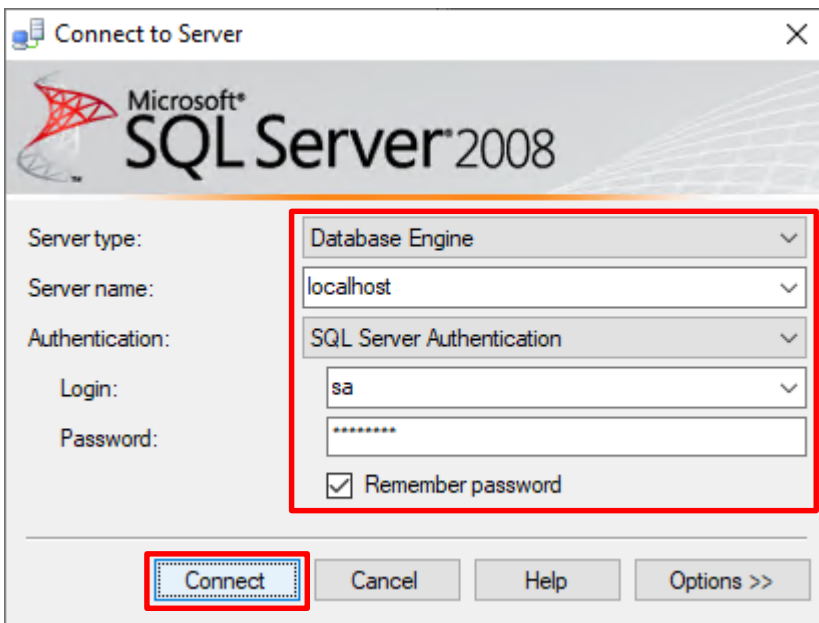 Connect to Server
Microsoft®
SQL Server® 2008
Server type: Database Engine
Server name: localhost
Authentication: SQL Server Authentication
Login: sa
Password: ********
Remember password
Connect Cancel Help Options >>